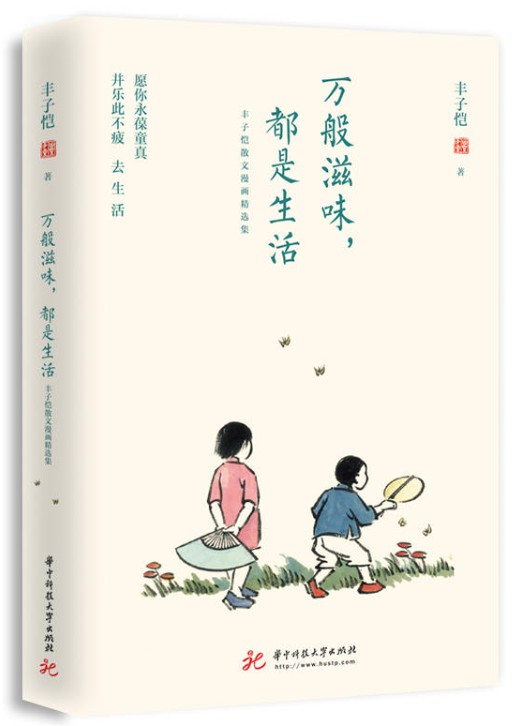 丰子恺
著
万般滋味，
都是生活
丰子恺散文漫画精选集
愿你永葆童真
并乐此不疲 去生活
华中科技大学出版社
http://www.hustp.com
丰子恺
著
万般滋味，都是生活
丰子恺散文漫画精选集
华中科技大学出版社